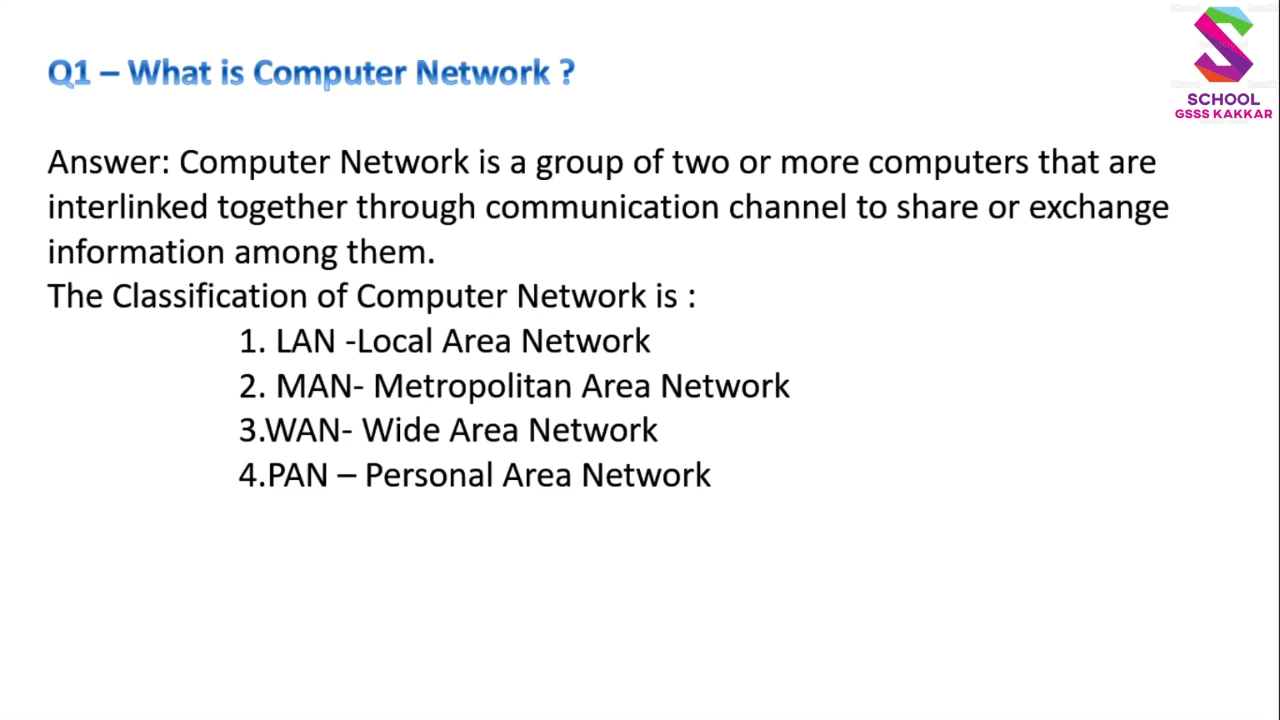 Q1 – What is Computer Network ?
SCHOOL
GSSS KAKKAR
Answer: Computer Network is a group of two or more computers that are
interlinked together through communication channel to share or exchange
information among them.
The Classification of Computer Network is :
1. LAN -Local Area Network
2. MAN- Metropolitan Area Network
3.WAN- Wide Area Network
4.PAN – Personal Area Network